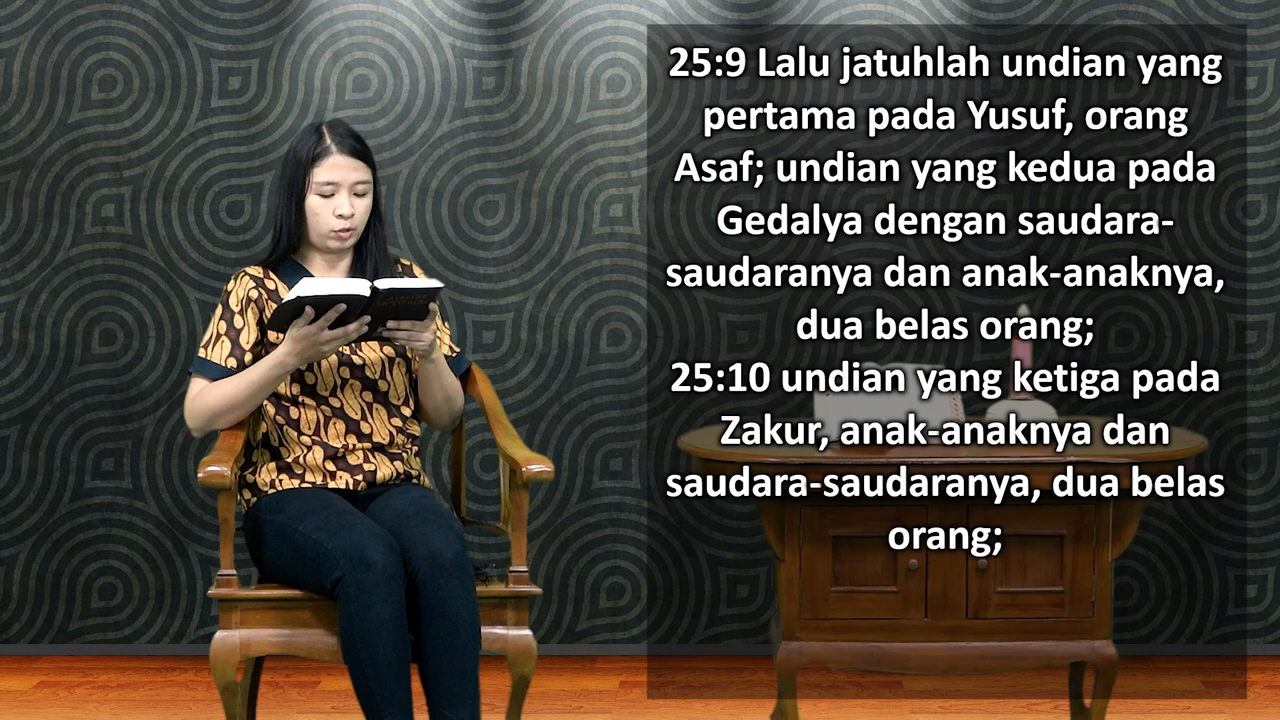 25:9 Lalu jatuhlah undian yang
pertama pada Yusuf, orang
Asaf; undian yang kedua pada
Gedalya dengan saudara-
saudaranya dan anak-anaknya,
dua belas orang;
25:10 undian yang ketiga pada
Zakur, anak-anaknya dan
saudara-saudaranya, dua belas
orang;